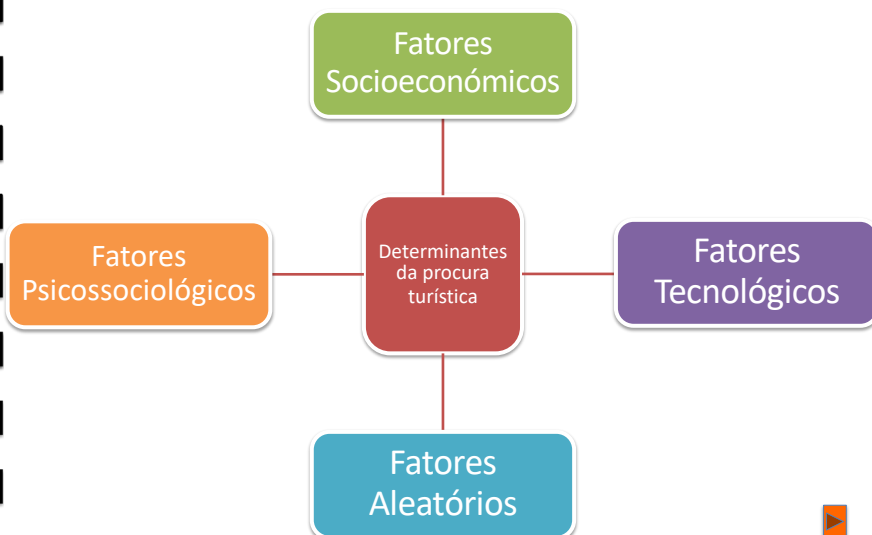 Fatores
Socioeconómicos
Fatores
Psicossociológicos
Determinantes
da procura
turística
Fatores
Tecnológicos
Fatores
Aleatórios